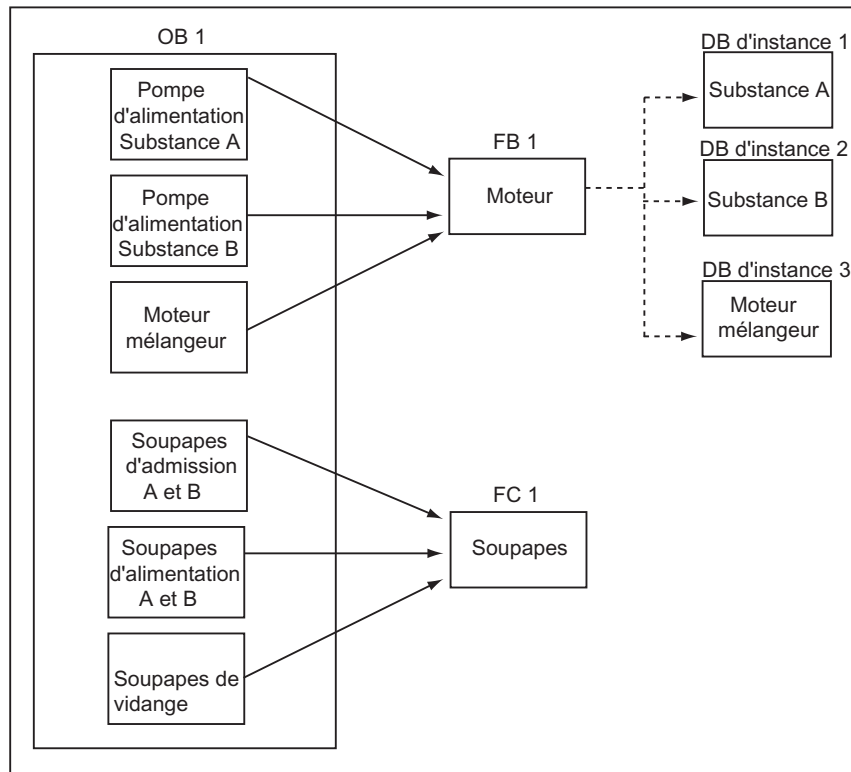 OB 1
Pompe
d'alimentation
Substance A
Pompe
d'alimentation
Substance B
Moteur
mélangeur
Soupapes
d'admission
A et B
Soupapes
d'alimentation
A et B
Soupapes de
vidange
FB 1
Moteur
FC 1
Soupapes
DB d'instance 1
Substance A
DB d'instance 2
Substance B
DB d'instance 3
Moteur
mélangeur